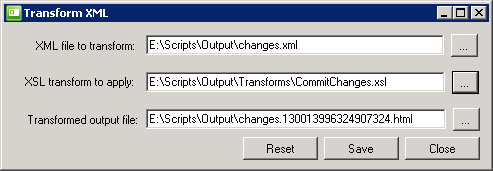 Transform XML
XML file to transform: E:\Scripts\Output\changes.xml ...
XSL transform to apply: E:\Scripts\Output\Transforms\CommitChanges.xsl ...
Transformed output file: E:\Scripts\Output\changes.130013996324907324.html ...
Reset Save Close